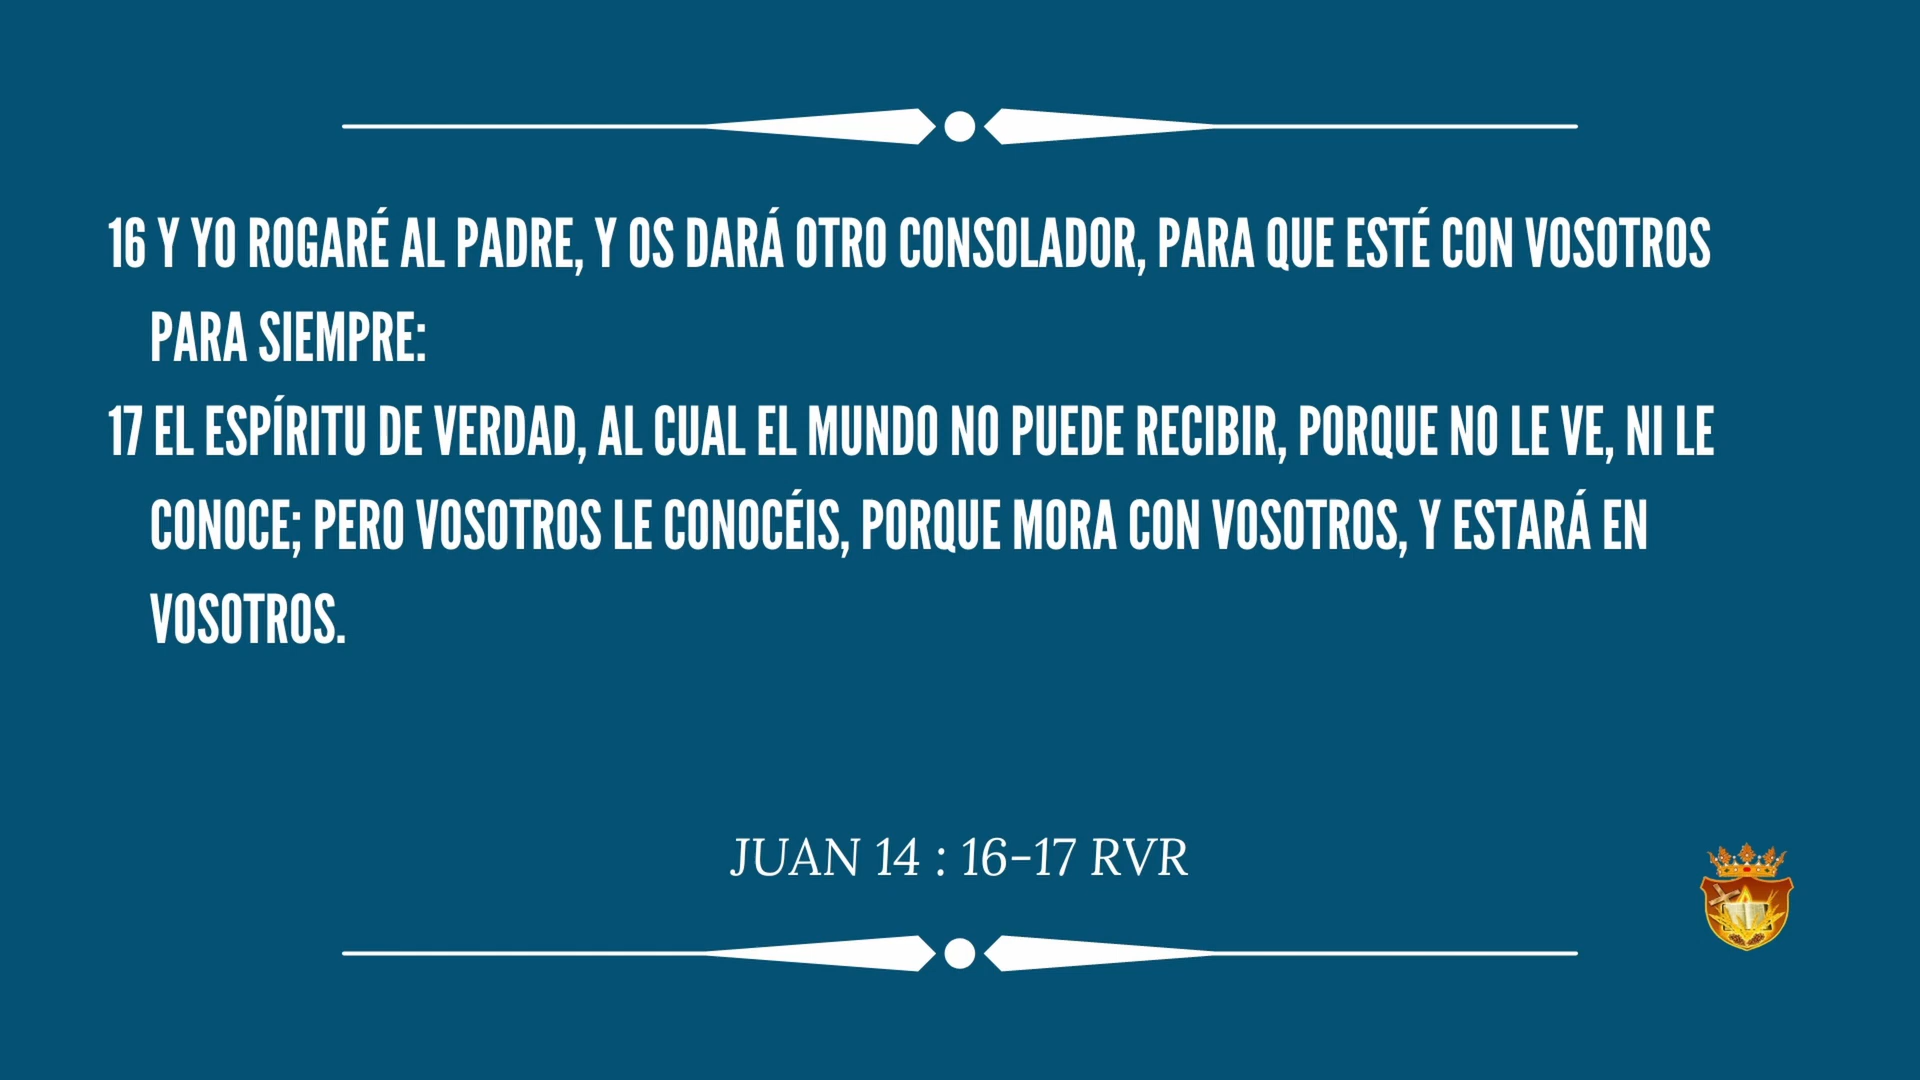 16 Y YO ROGARÉ AL PADRE, Y OS DARÁ OTRO CONSOLADOR, PARA QUE ESTÉ CON VOSOTROS
PARA SIEMPRE:
17 EL ESPÍRITU DE VERDAD, AL CUAL EL MUNDO NO PUEDE RECIBIR, PORQUE NO LE VE, NI LE
CONOCE; PERO VOSOTROS LE CONOCÉIS, PORQUE MORA CON VOSOTROS, Y ESTARÁ EN
VOSOTROS.
JUAN 14 : 16-17 RVR